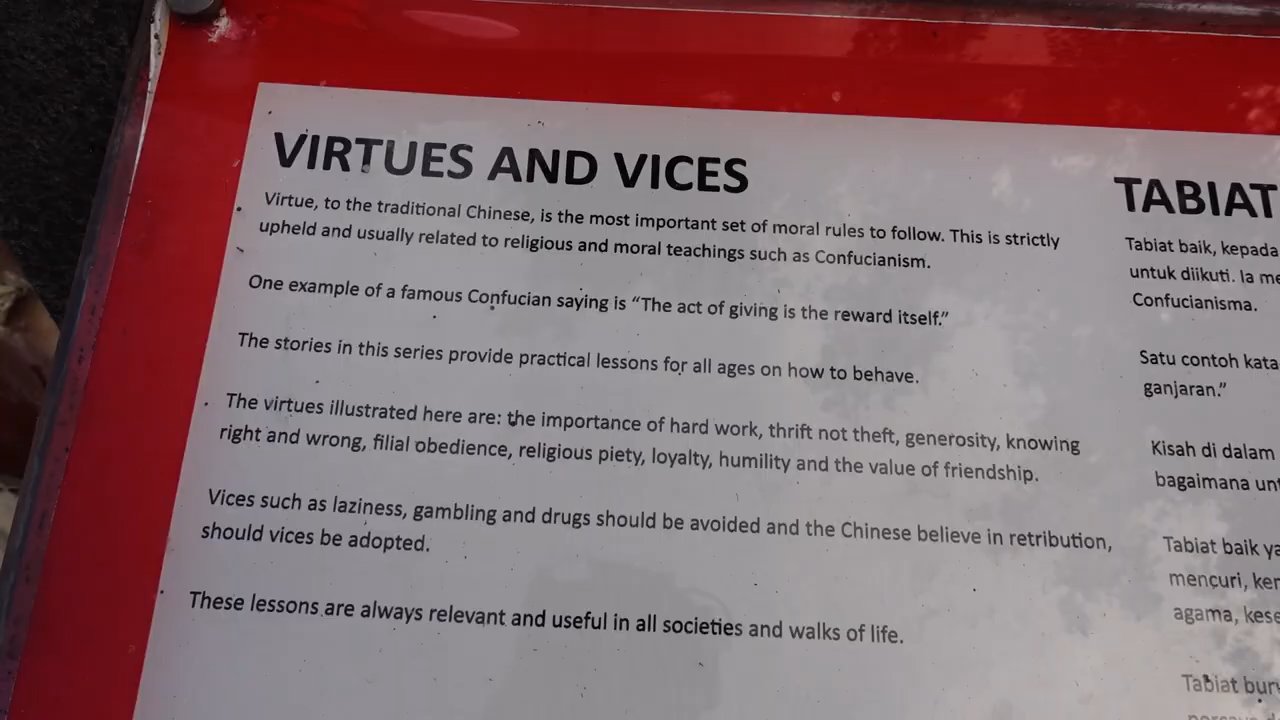 VIRTUES AND VICES
Virtue, to the traditional Chinese, is the most important set of moral rules to follow. This is strictly
upheld and usually related to religious and moral teachings such as Confucianism.
One example of a famous Confucian saying is “The act of giving is the reward itself.”
The stories in this series provide practical lessons for all ages on how to behave.
The virtues illustrated here are: the importance of hard work, thrift not theft, generosity, knowing
right and wrong, filial obedience, religious piety, loyalty, humility and the value of friendship.
Vices such as laziness, gambling and drugs should be avoided and the Chinese believe in retribution,
should vices be adopted.
These lessons are always relevant and useful in all societies and walks of life.
TABIAT
Tabiat baik, kepada
untuk diikuti. Ia me
Confucianisma.
Satu contoh kata
ganjaran.”
Kisah di dalam
bagaimana unt
Tabiat baik ya
mencuri, ker
agama, kese
Tabiat bur